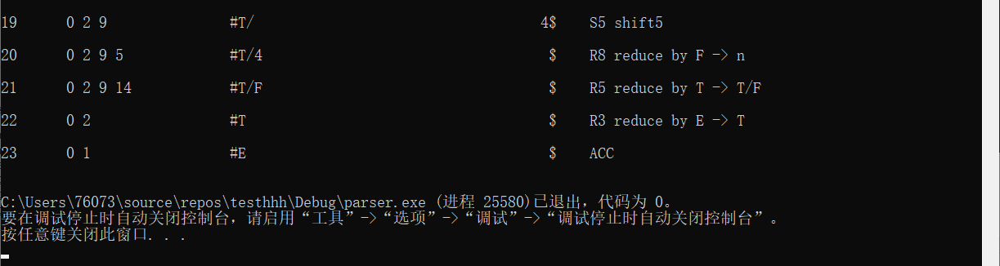 19 0 2 9 #T/ 4$ S5 shift5
20 0 2 9 5 #T/4 $ R8 reduce by F -> n
21 0 2 9 14 #T/F $ R5 reduce by T -> T/F
22 0 2 #T $ R3 reduce by E -> T
23 0 1 #E $ ACC
C:\Users\76073\source\repos\testhhh\Debug\parser.exe (进程 25580)已退出，代码为 0。
要在调试停止时自动关闭控制台，请启用“工具”->“选项”->“调试”->“调试停止时自动关闭控制台”。
按任意键关闭此窗口. . .